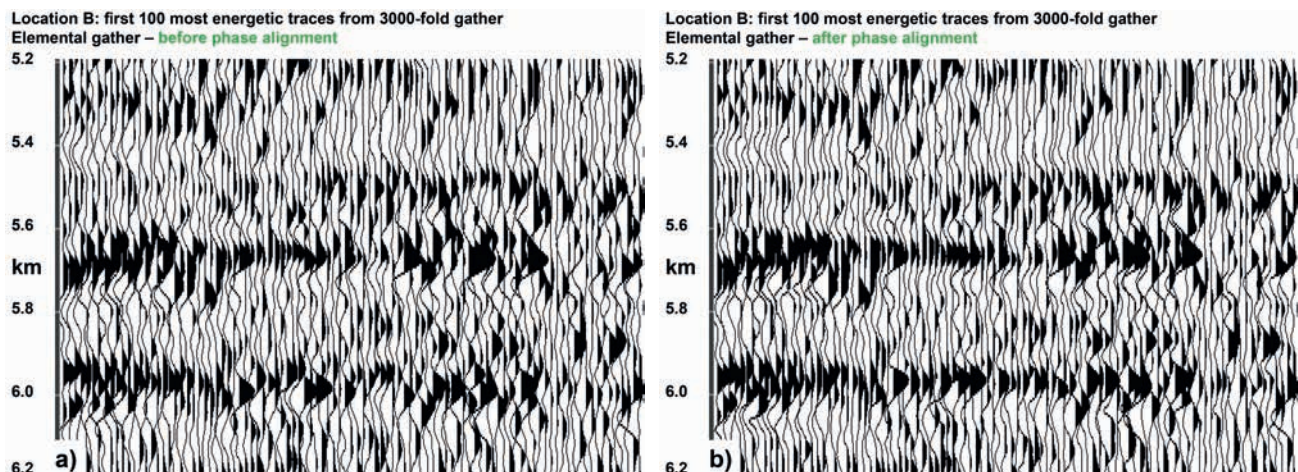 Location B: first 100 most energetic traces from 3000-fold gather
Elemental gather – before phase alignment
5.2
5.4
5.6
km
5.8
6.0
6.2
a)
Location B: first 100 most energetic traces from 3000-fold gather
Elemental gather – after phase alignment
5.2
5.4
5.6
km
5.8
6.0
6.2
b)